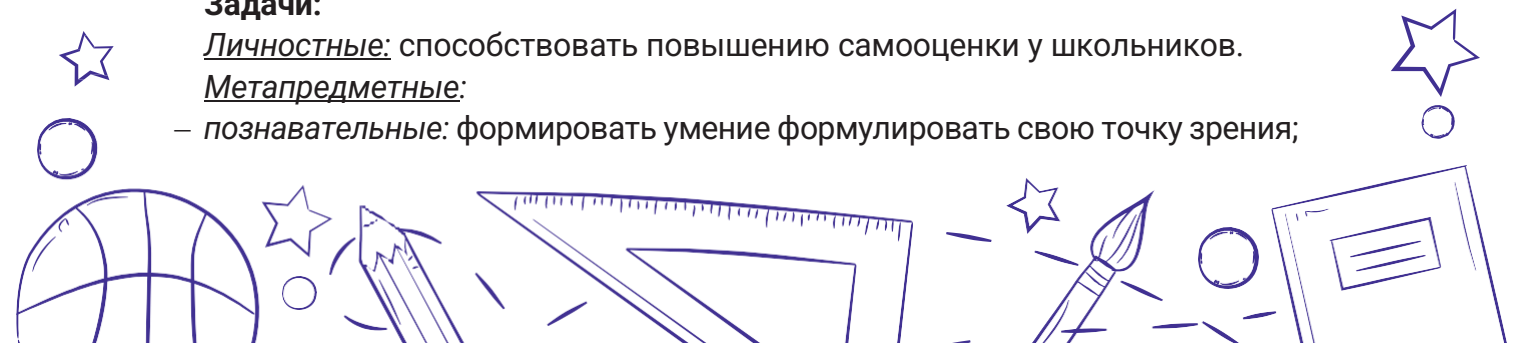 Задачи:
Личностные: способствовать повышению самооценки у школьников.
Метапредметные:
– познавательные: формировать умение формулировать свою точку зрения;